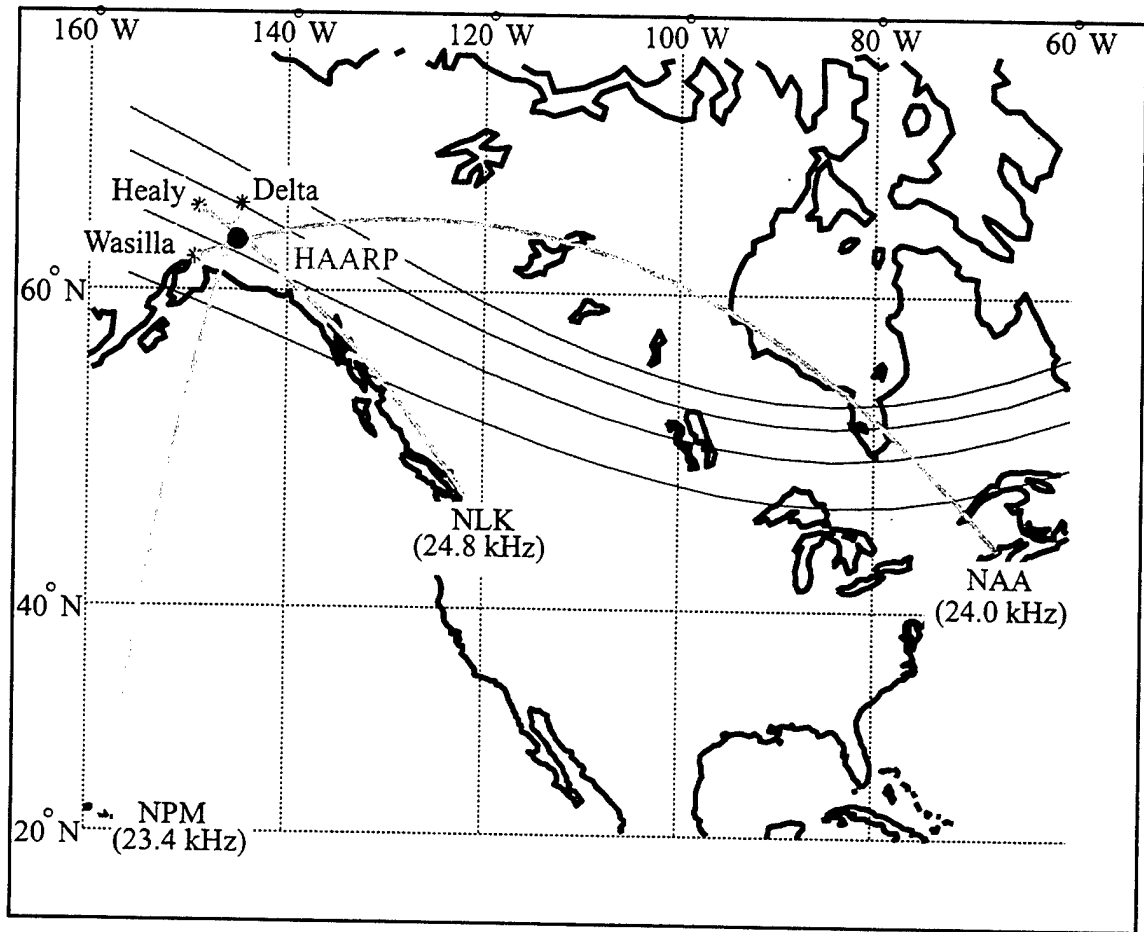 160° W 140° W 120° W 100° W 80° W 60° W
Healy Delta
Wasilla
HAARP
60° N
NLK
(24.8 kHz)
NAA
(24.0 kHz)
40° N
NPM
(23.4 kHz)
20° N